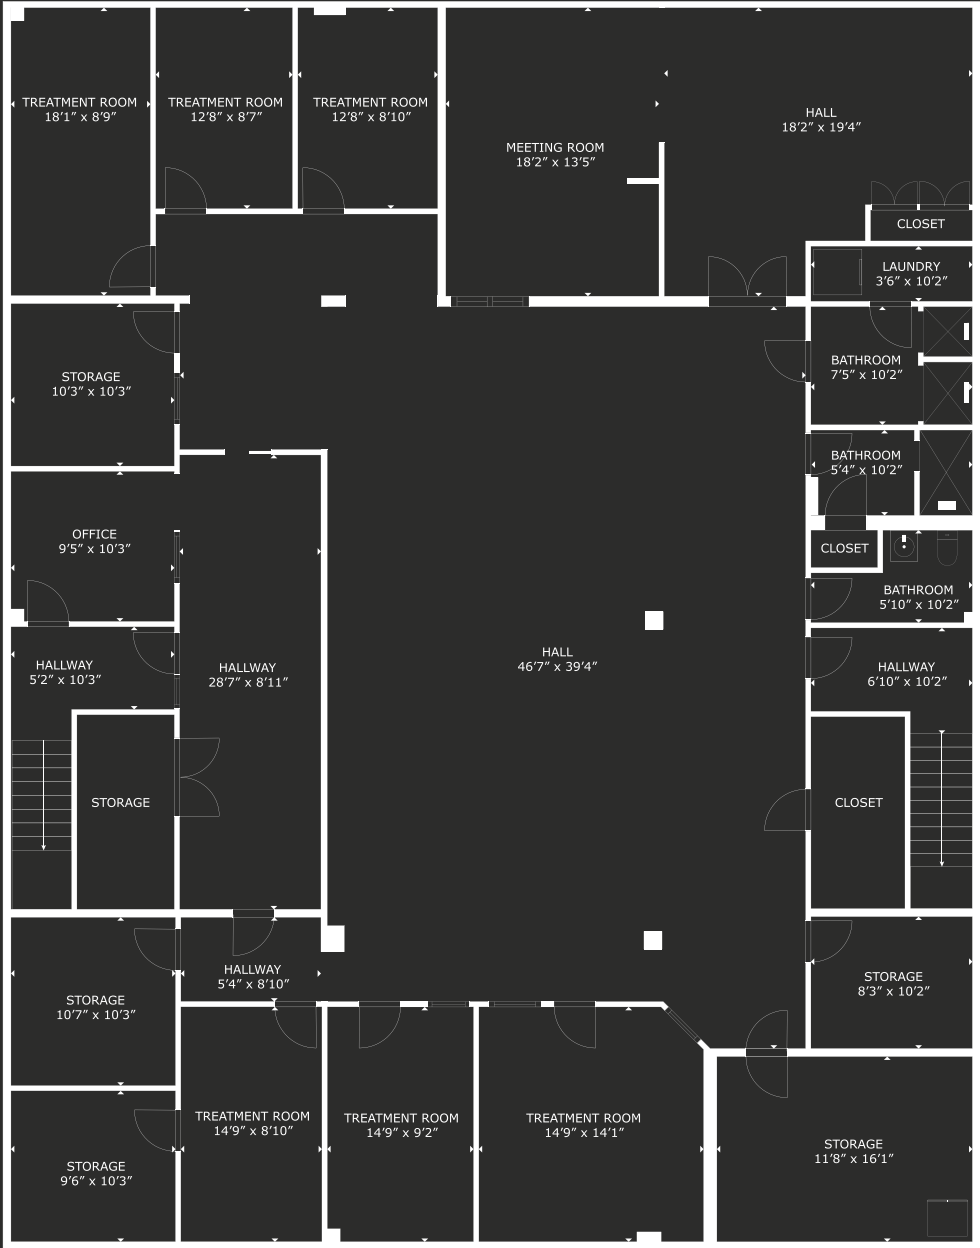 TREATMENT ROOM
18'1" x 8'9"
TREATMENT ROOM
12'8" x 8'7"
TREATMENT ROOM
12'8" x 8'10"
MEETING ROOM
18'2" x 13'5"
HALL
18'2" x 19'4"
CLOSET
LAUNDRY
3'6" x 10'2"
STORAGE
10'3" x 10'3"
BATHROOM
7'5" x 10'2"
BATHROOM
5'4" x 10'2"
OFFICE
9'5" x 10'3"
CLOSET
BATHROOM
5'10" x 10'2"
HALLWAY
5'2" x 10'3"
HALLWAY
28'7" x 8'11"
HALL
46'7" x 39'4"
HALLWAY
6'10" x 10'2"
STORAGE
CLOSET
STORAGE
10'7" x 10'3"
HALLWAY
5'4" x 8'10"
STORAGE
8'3" x 10'2"
STORAGE
9'6" x 10'3"
TREATMENT ROOM
14'9" x 8'10"
TREATMENT ROOM
14'9" x 9'2"
TREATMENT ROOM
14'9" x 14'1"
STORAGE
11'8" x 16'1"